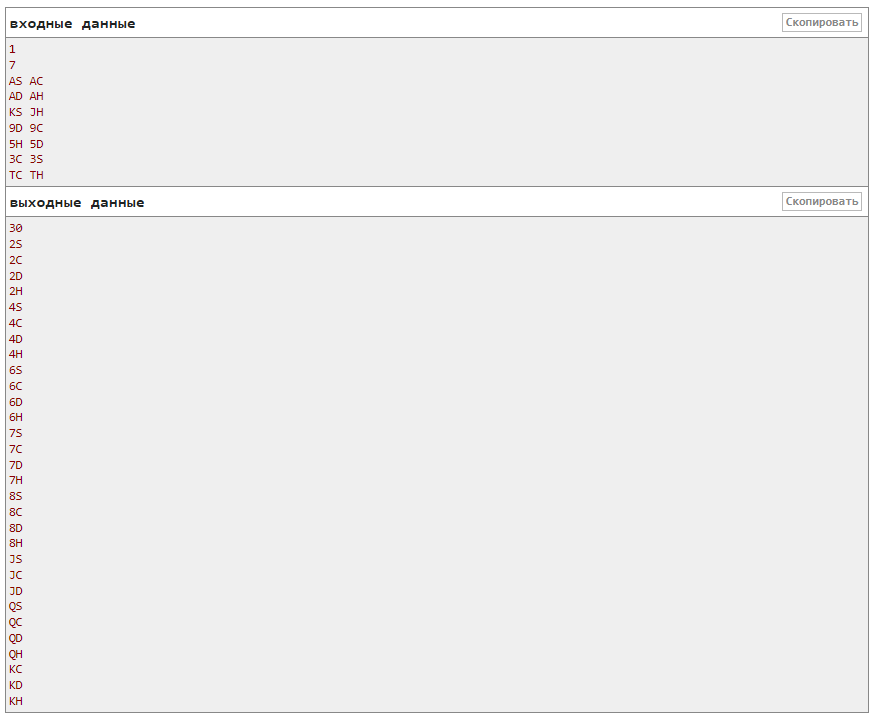 входные данные
Скопировать
1
7
AS AC
AD AH
KS JH
9D 9C
5H 5D
3C 3S
TC TH
выходные данные
Скопировать
30
2S
2C
2D
2H
4S
4C
4D
4H
6S
6C
6D
6H
7S
7C
7D
7H
8S
8C
8D
8H
JS
JC
JD
QS
QC
QD
QH
KC
KD
KH